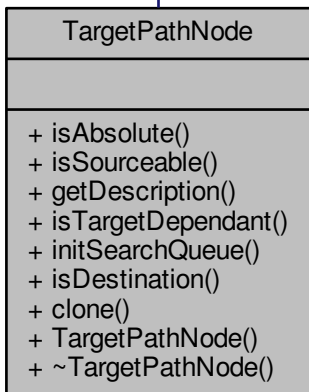 TargetPathNode
+ isAbsolute()
+ isSourceable()
+ getDescription()
+ isTargetDependant()
+ initSearchQueue()
+ isDestination()
+ clone()
+ TargetPathNode()
+ ~TargetPathNode()